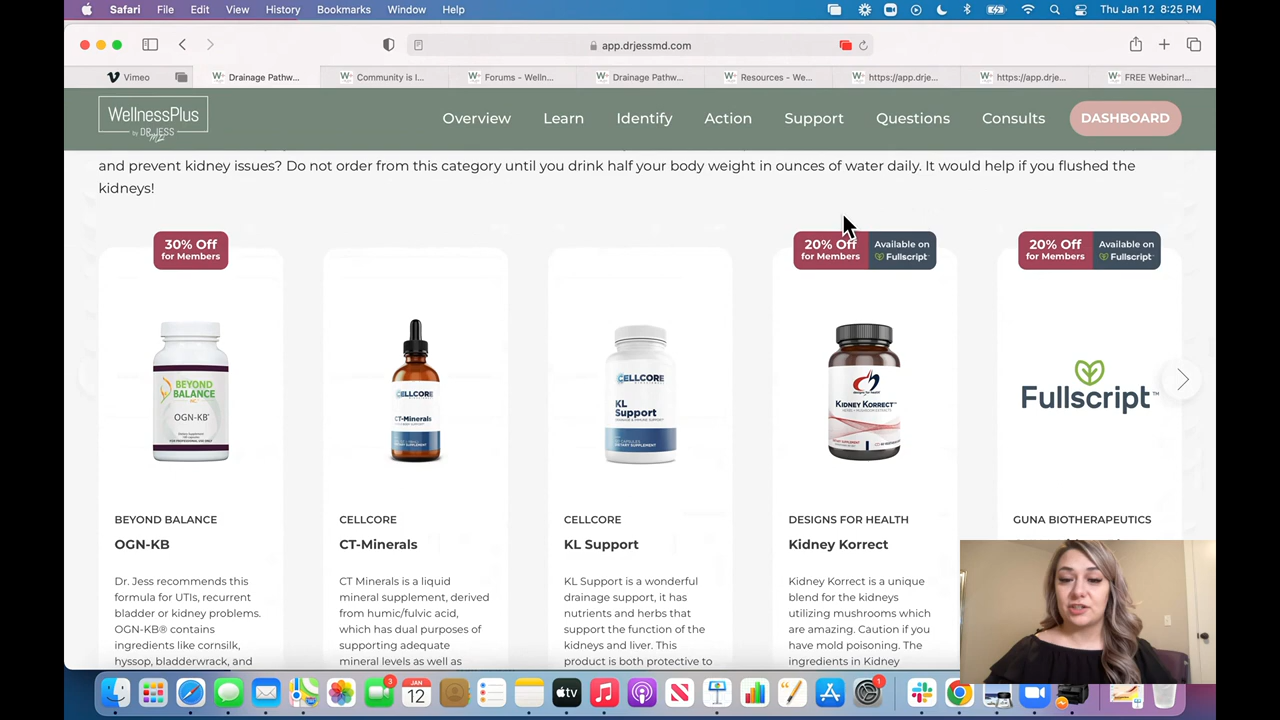 Safari File Edit View History Bookmarks Window Help Thu Jan 12 8:25 PM
app.drjessmd.com
Vimeo Drainage Pathw... Community is I... Forums - Welln... Drainage Pathw... Resources - We... https://app.drje... https://app.drje... FREE Webinar!...
WellnessPlus
by DR. JESS MD
Overview Learn Identify Action Support Questions Consults DASHBOARD
and prevent kidney issues? Do not order from this category until you drink half your body weight in ounces of water daily. It would help if you flushed the
kidneys!
30% Off
for Members
20% Off
for Members
Available on
Fullscript
20% Off
for Members
Available on
Fullscript
BEYOND
BALANCE
OGN-KB
CELLCORE
CT-Minerals
CELLCORE
KL
Support
KIDNEY KORRECT
Fullscript
BEYOND BALANCE
OGN-KB
Dr. Jess recommends this
formula for UTIs, recurrent
bladder or kidney problems.
OGN-KB® contains
ingredients like cornsilk,
hyssop, bladderwrack, and
CELLCORE
CT-Minerals
CT Minerals is a liquid
mineral supplement, derived
from humic/fulvic acid,
which has dual purposes of
supporting adequate
mineral levels as well as
CELLCORE
KL Support
KL Support is a wonderful
drainage support, it has
nutrients and herbs that
support the function of the
kidneys and liver. This
product is both protective to
DESIGNS FOR HEALTH
Kidney Korrect
Kidney Korrect is a unique
blend for the kidneys
utilizing mushrooms which
are amazing. Caution if you
have mold poisoning. The
ingredients in Kidney
GUNA BIOTHERAPEUTICS
3
JAN
12
tv
1